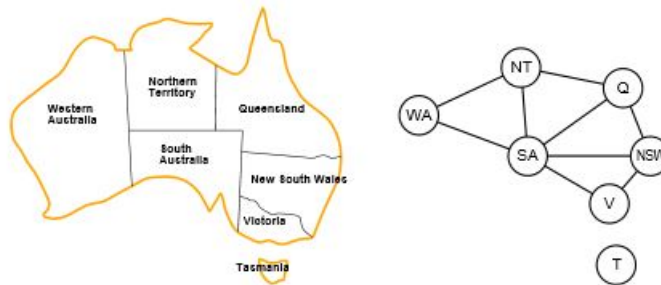 Northern
Territory
Western
Australia
Queensland
South
Australia
New South Wales
Victoria
Tasmania
NT
Q
WA
SA
NSW
V
T